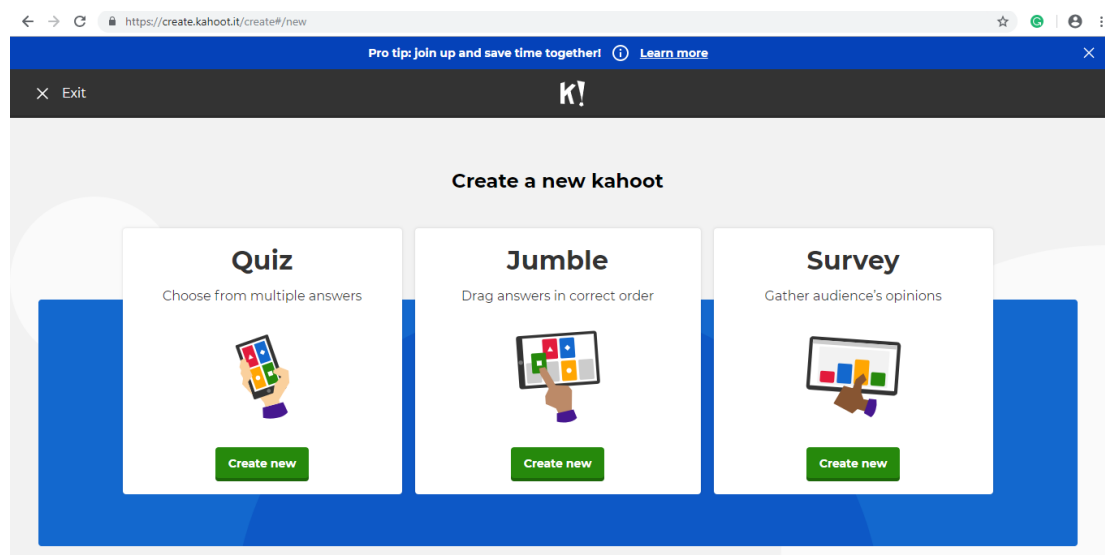 https://create.kahoot.it/create#/new
Pro tip: join up and save time together! Learn more
Exit
K!
Create a new kahoot
Quiz
Choose from multiple answers
Create new
Jumble
Drag answers in correct order
Create new
Survey
Gather audience's opinions
Create new